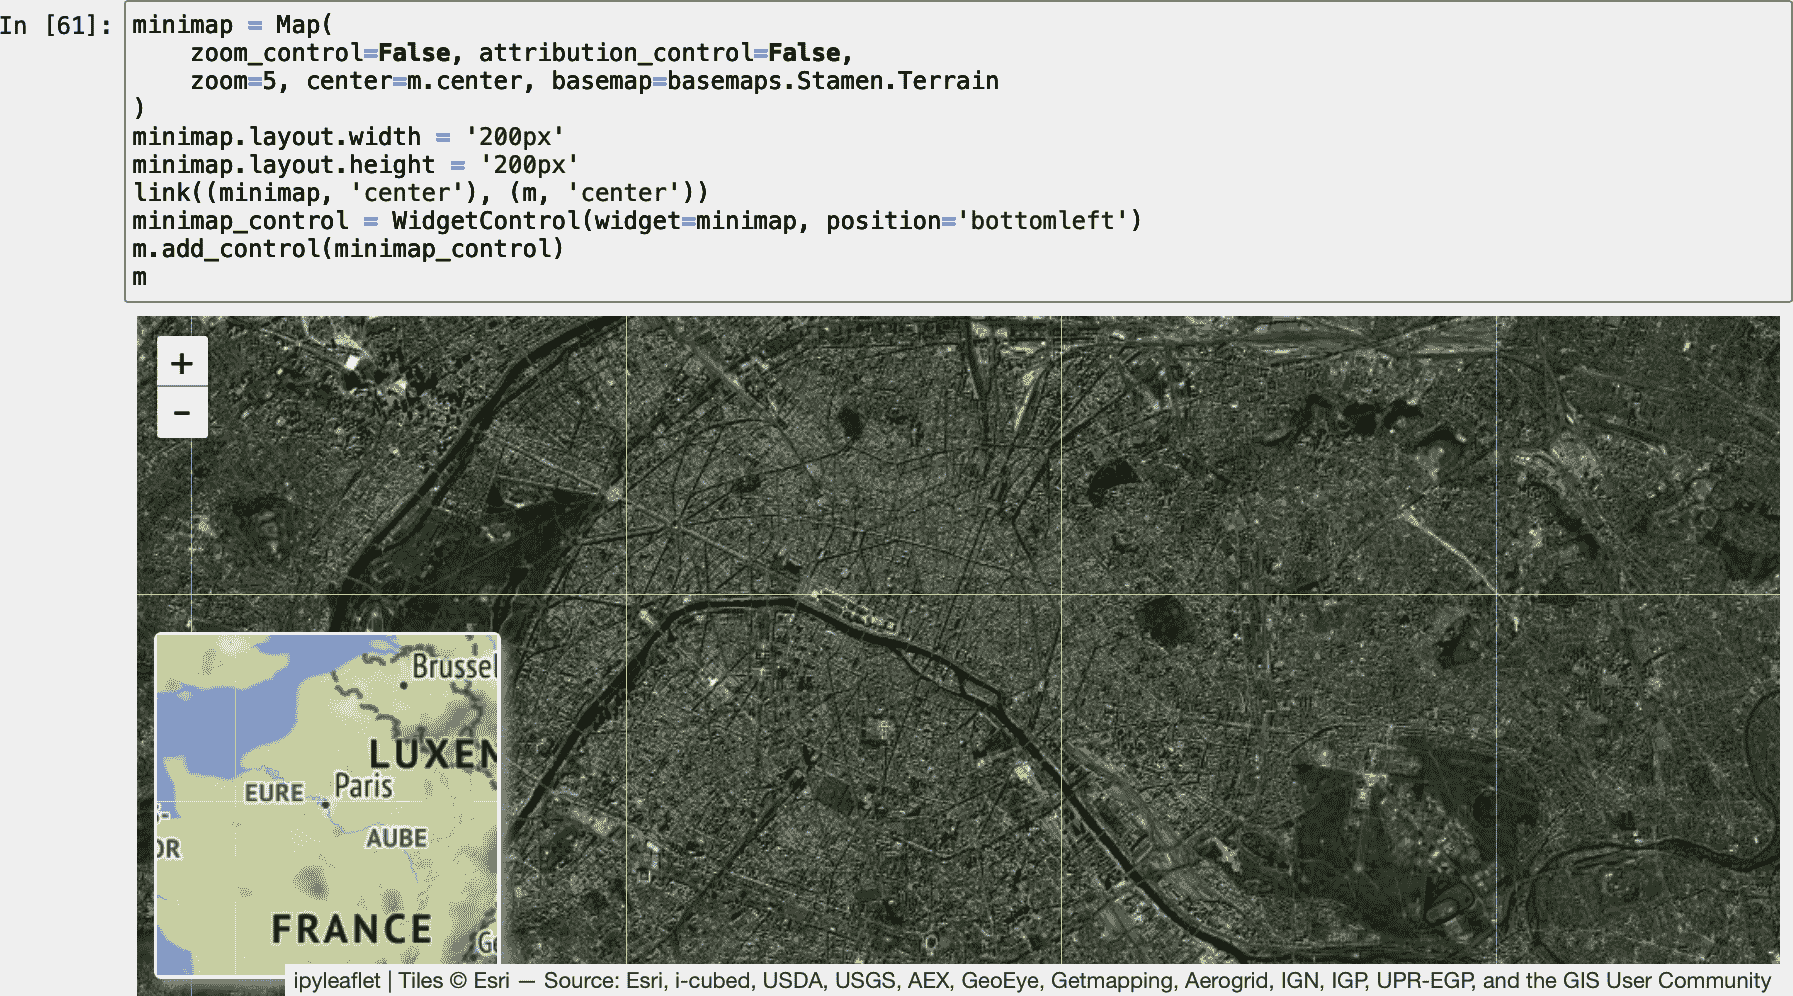 In [61]:
minimap = Map(
    zoom_control=False, attribution_control=False,
    zoom=5, center=m.center, basemap=basemaps.Stamen.Terrain
)
minimap.layout.width = '200px'
minimap.layout.height = '200px'
link((minimap, 'center'), (m, 'center'))
minimap_control = WidgetControl(widget=minimap, position='bottomleft')
m.add_control(minimap_control)
m
+
−
Brussel
LUXEN
Paris
EURE
AUBE
OR
FRANCE
Ge
ipyleaflet | Tiles © Esri — Source: Esri, i-cubed, USDA, USGS, AEX, GeoEye, Getmapping, Aerogrid, IGN, IGP, UPR-EGP, and the GIS User Community